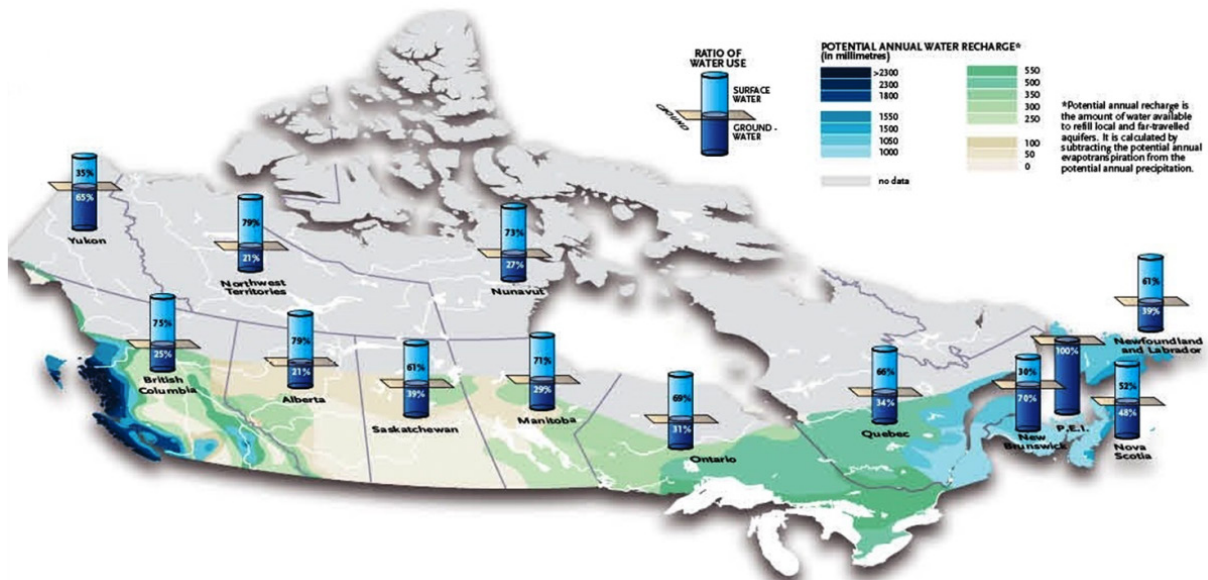 RATIO OF
WATER USE
SURFACE
WATER
GROUND
GROUND -
WATER
POTENTIAL ANNUAL WATER RECHARGE*
(in millimetres)
>2300
2300
1800
1550
1500
1050
1000
no data
550
500
350
300
250
100
50
0
*Potential annual recharge is
the amount of water available
to refill local and far-travelled
aquifers. It is calculated by
subtracting the potential annual
evapotranspiration from the
potential annual precipitation.
35%
65%
Yukon
79%
21%
Northwest
Territories
73%
27%
Nunavut
61%
39%
Newfoundland
and Labrador
75%
25%
British
Columbia
79%
21%
Alberta
61%
39%
Saskatchewan
71%
29%
Manitoba
69%
31%
Ontario
66%
34%
Quebec
30%
70%
New
Brunswick
100%
P.E.I.
52%
48%
Nova
Scotia